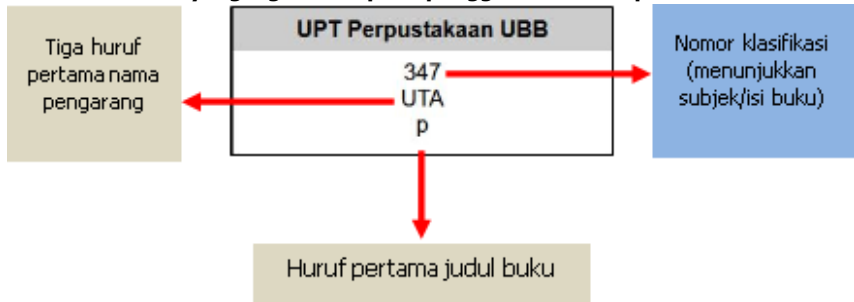 UPT Perpustakaan UBB
Tiga huruf
pertama nama
pengarang
347
UTA
p
Nomor klasifikasi
(menunjukkan
subjek/isi buku)
Huruf pertama judul buku